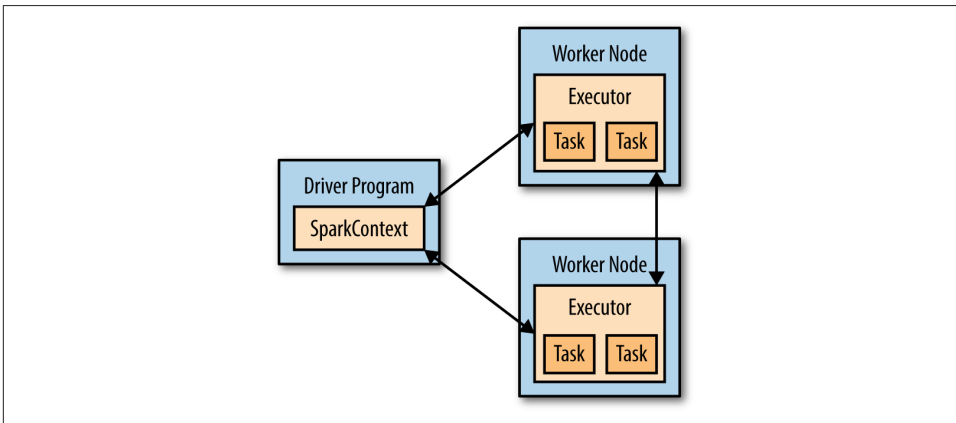 Driver Program
SparkContext
Worker Node
Executor
Task Task
Worker Node
Executor
Task Task